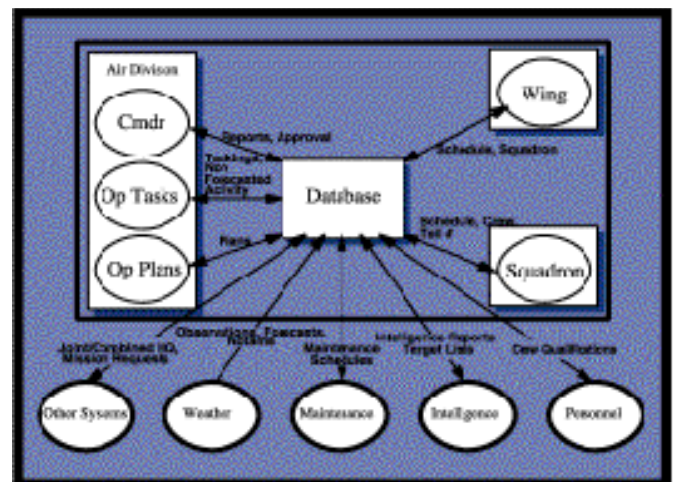 Air Divison
Cmdr
Op Tasks
Op Plans
Wing
Squadron
Database
Reports, Approval
Taskings,
Non
Forecasted
Activity
Plans
Schedule, Squadron
Schedule, Crew,
Tail #
Joint/Combined HQ,
Mission Requests
Observations, Forecasts,
Maintenance
Schedules
Intelligence Reports
Target Lists
Crew Qualifications
Other Sysems
Weather
Maintenance
Intelligence
Personnel